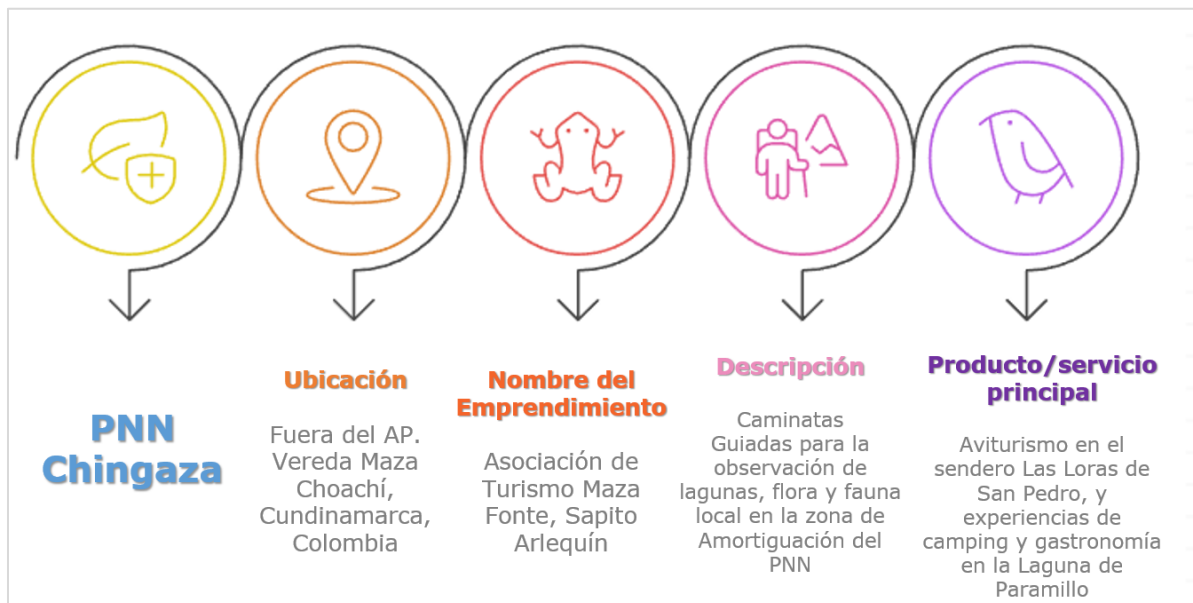 PNN
Chingaza
Ubicación
Fuera del AP.
Vereda Maza
Choachí,
Cundinamarca,
Colombia
Nombre del
Emprendimiento
Asociación de
Turismo Maza
Fonte, Sapito
Arlequín
Descripción
Caminatas
Guiadas para la
observación de
lagunas, flora y fauna
local en la zona de
Amortiguación del
PNN
Producto/servicio
principal
Aviturismo en el
sendero Las Loras de
San Pedro, y
experiencias de
camping y gastronomía
en la Laguna de
Paramillo